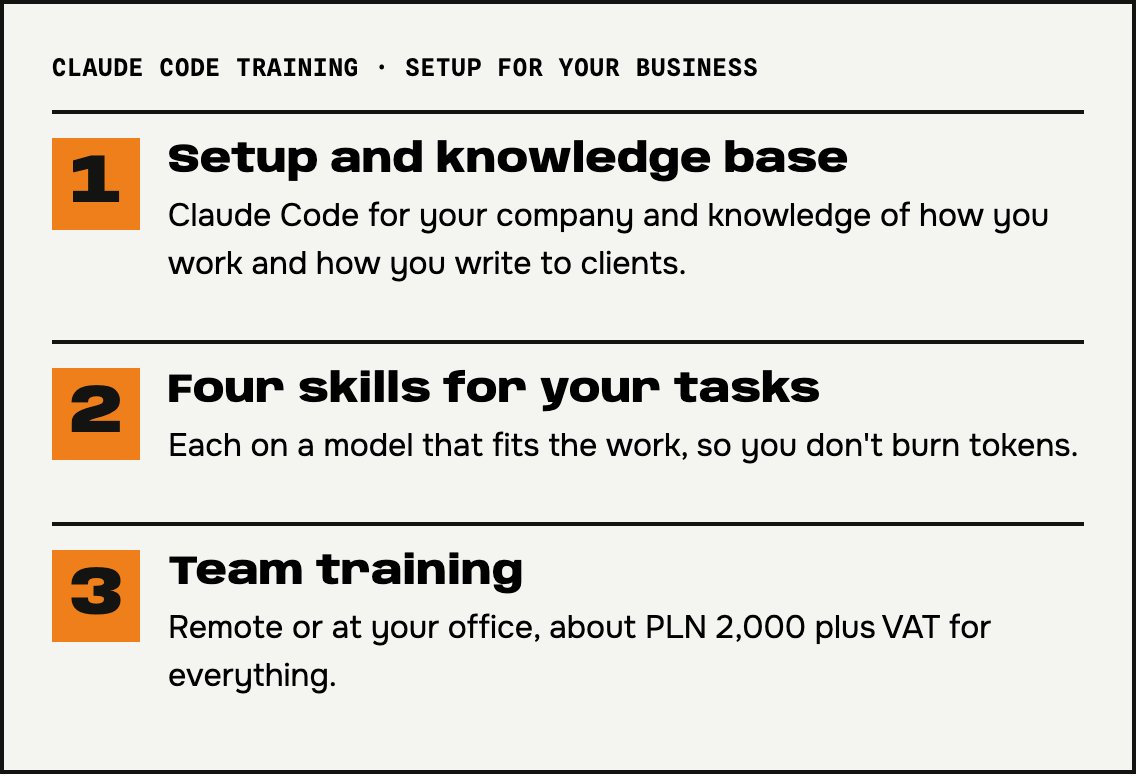 CLAUDE CODE TRAINING · SETUP FOR YOUR BUSINESS
1
Setup and knowledge base
Claude Code for your company and knowledge of how you
work and how you write to clients.
2
Four skills for your tasks
Each on a model that fits the work, so you don't burn tokens.
3
Team training
Remote or at your office, about PLN 2,000 plus VAT for
everything.